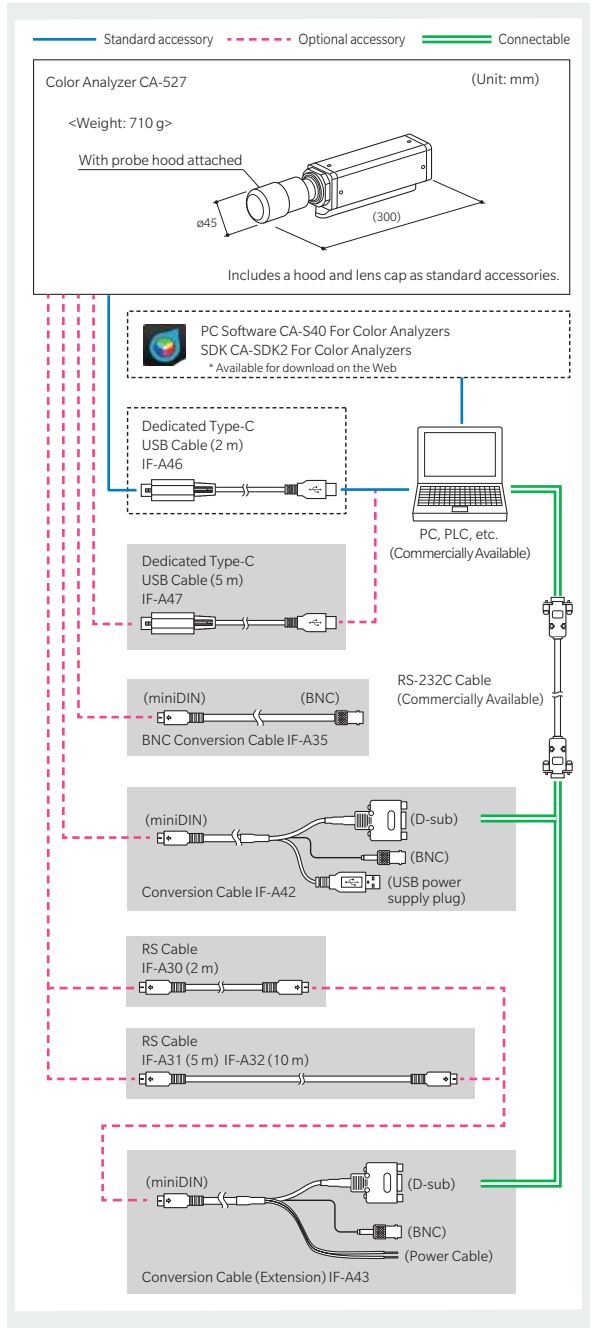 Standard accessory
Optional accessory
Connectable
Color Analyzer CA-527
(Unit: mm)
<Weight: 710 g>
With probe hood attached
ø45
(300)
Includes a hood and lens cap as standard accessories.
PC Software CA-S40 For Color Analyzers
SDK CA-SDK2 For Color Analyzers
* Available for download on the Web
Dedicated Type-C
USB Cable (2 m)
IF-A46
PC, PLC, etc.
(Commercially Available)
Dedicated Type-C
USB Cable (5 m)
IF-A47
RS-232C Cable
(Commercially Available)
(miniDIN)
(BNC)
BNC Conversion Cable IF-A35
(miniDIN)
(D-sub)
(BNC)
(USB power
supply plug)
Conversion Cable IF-A42
RS Cable
IF-A30 (2 m)
RS Cable
IF-A31 (5 m) IF-A32 (10 m)
(miniDIN)
(D-sub)
(BNC)
(Power Cable)
Conversion Cable (Extension) IF-A43